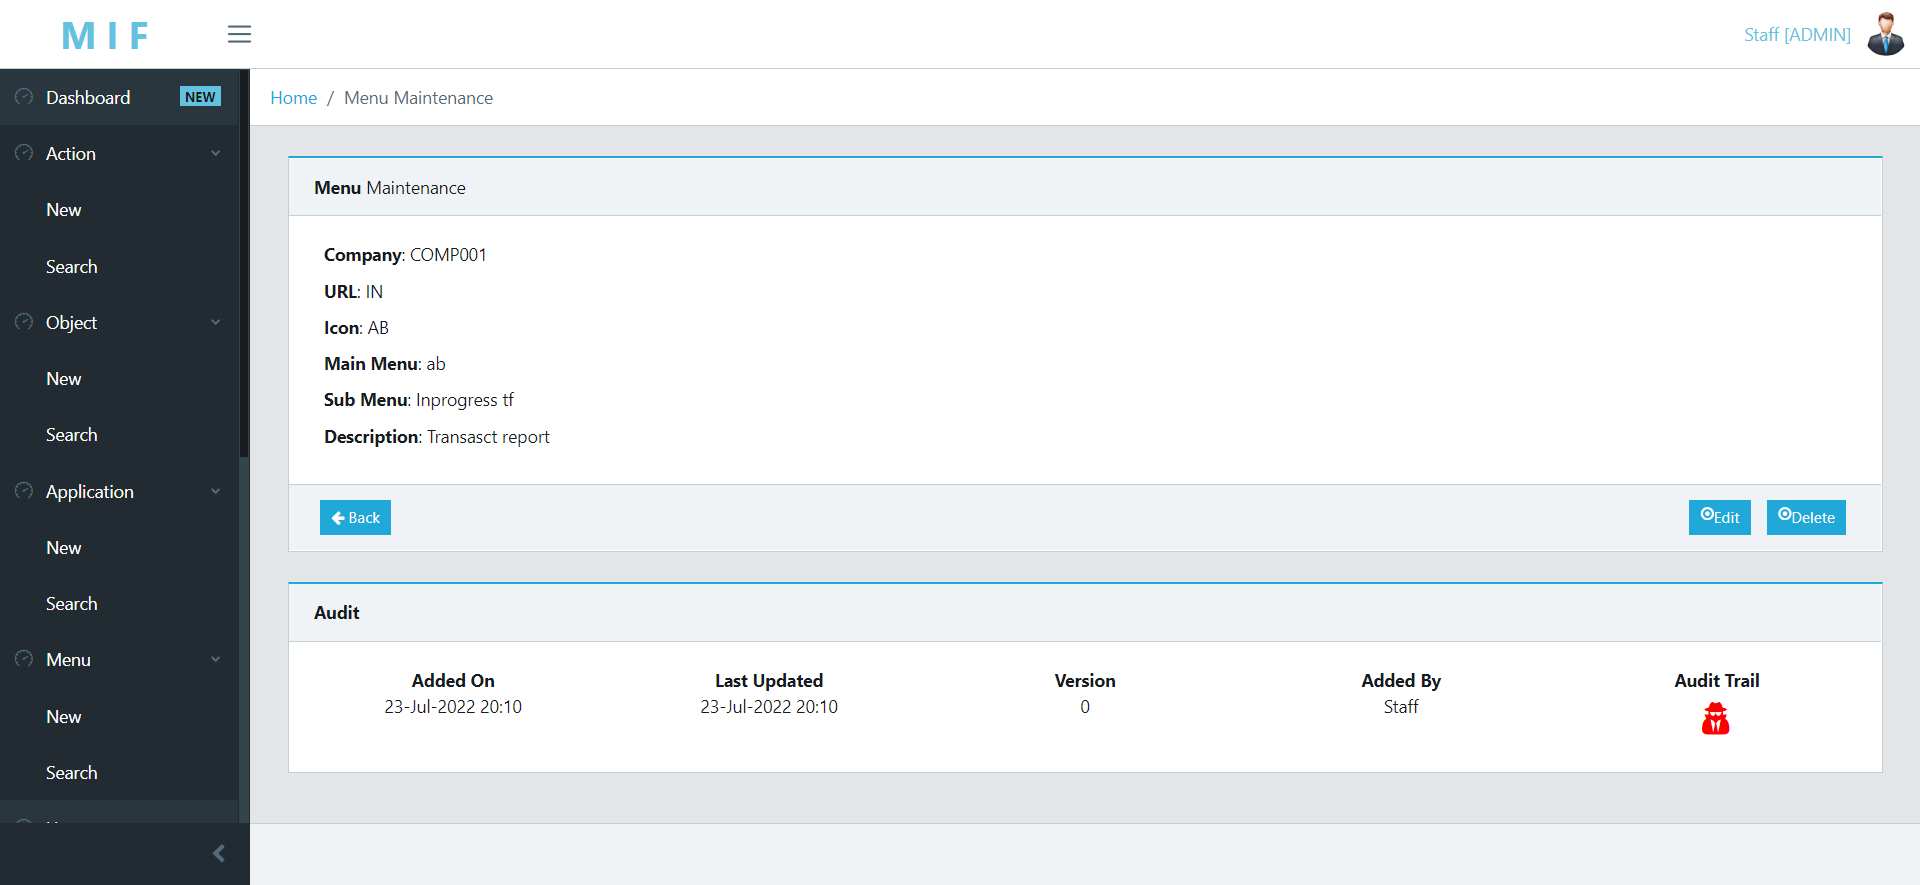 M I F
Staff [ADMIN]
Dashboard NEW
Action
New
Search
Object
New
Search
Application
New
Search
Menu
New
Search
Home / Menu Maintenance
Menu Maintenance
Company: COMP001
URL: IN
Icon: AB
Main Menu: ab
Sub Menu: Inprogress tf
Description: Transasct report
Back Edit Delete
Audit
Added On Last Updated Version Added By Audit Trail
23-Jul-2022 20:10 23-Jul-2022 20:10 0 Staff